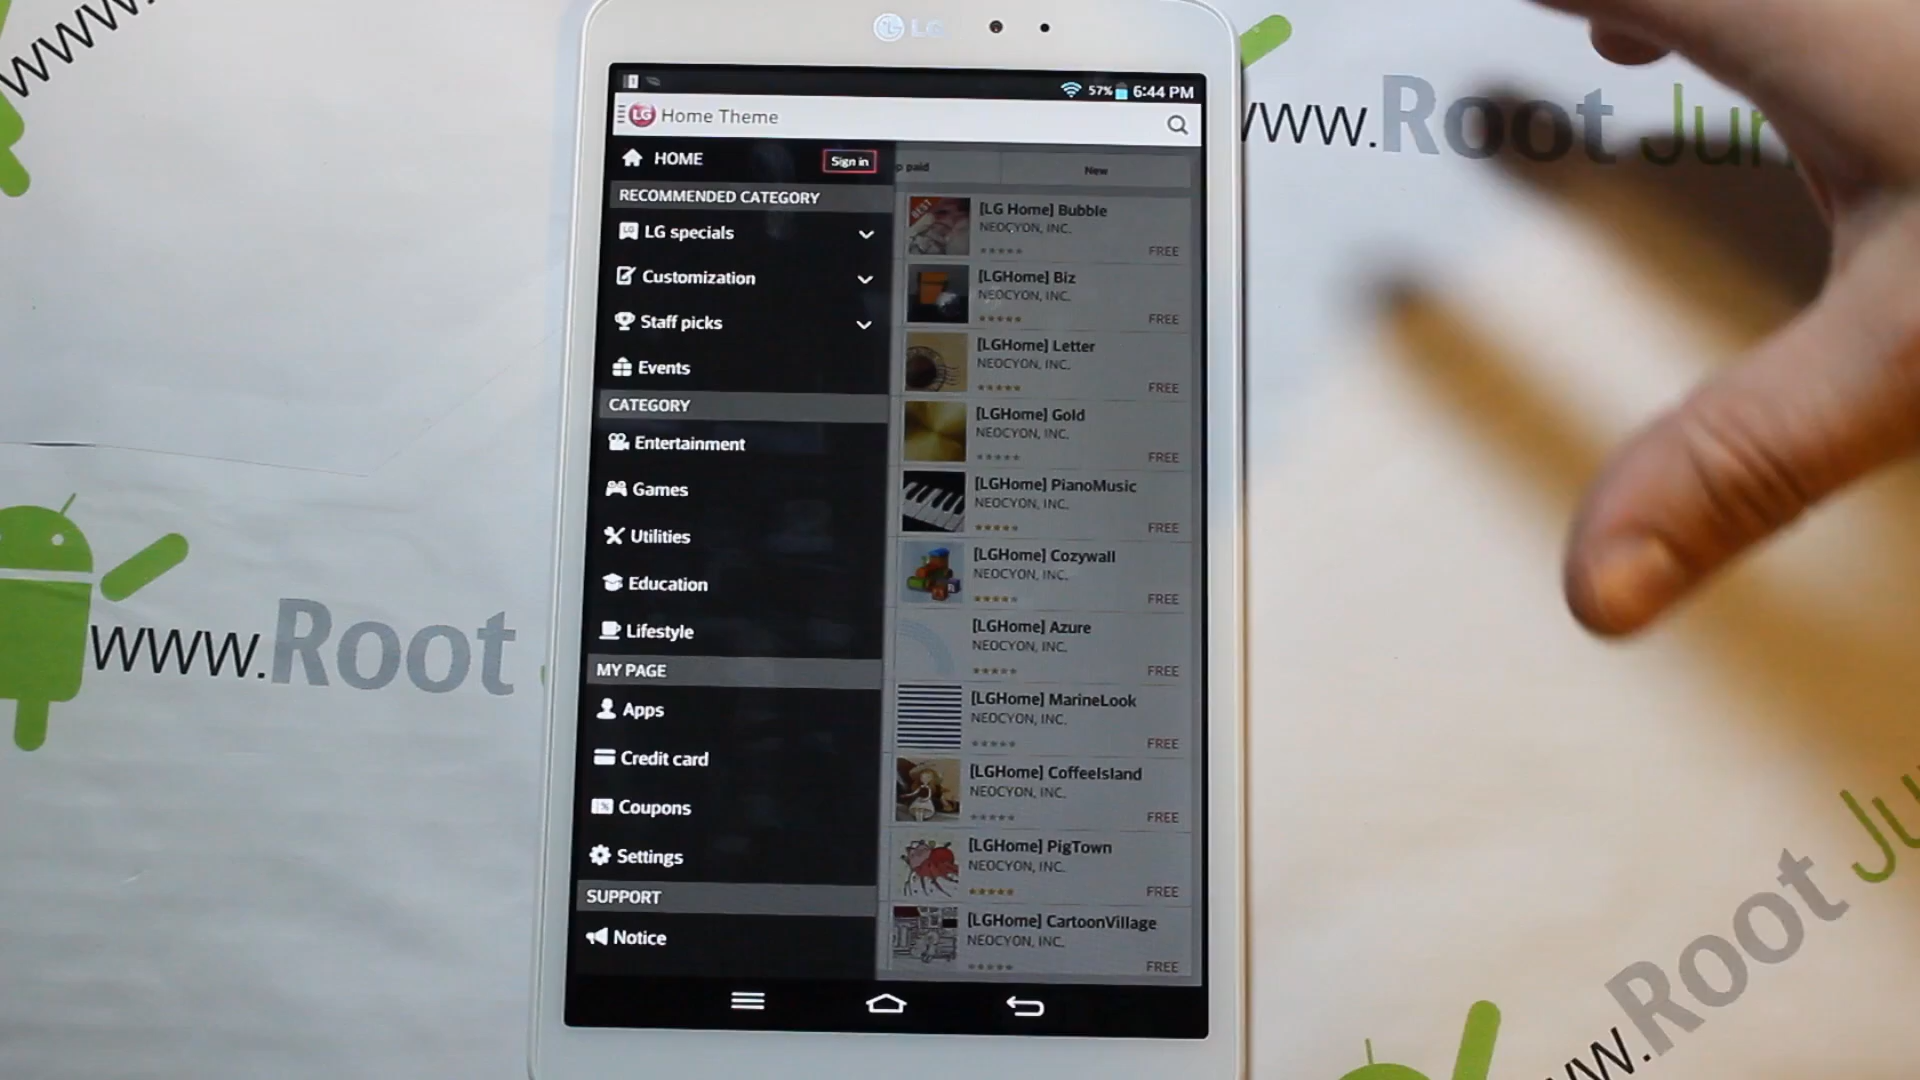 www.
LG
57% 6:44 PM
LG Home Theme
HOME Sign in
RECOMMENDED CATEGORY
LG specials
Customization
Staff picks
Events
CATEGORY
Entertainment
Games
Utilities
Education
Lifestyle
MY PAGE
Apps
Credit card
Coupons
Settings
SUPPORT
Notice
p paid New
BEST
[LG Home] Bubble
NEOCYON, INC.
FREE
[LGHome] Biz
NEOCYON, INC.
FREE
[LGHome] Letter
NEOCYON, INC.
FREE
[LGHome] Gold
NEOCYON, INC.
FREE
[LGHome] PianoMusic
NEOCYON, INC.
FREE
[LGHome] Cozywall
NEOCYON, INC.
FREE
[LGHome] Azure
NEOCYON, INC.
FREE
[LGHome] MarineLook
NEOCYON, INC.
FREE
[LGHome] CoffeeIsland
NEOCYON, INC.
FREE
[LGHome] PigTown
NEOCYON, INC.
FREE
[LGHome] CartoonVillage
NEOCYON, INC.
FREE
www.Root Jun
www.Root J
ww.Root Ju